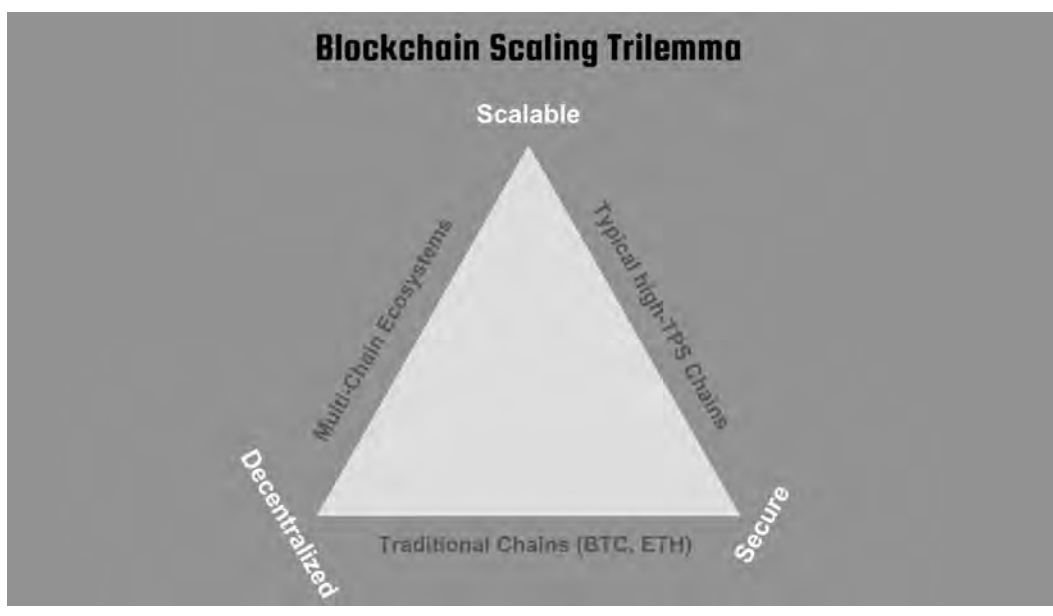 Blockchain Scaling Trilemma
Scalable
Multi-Chain Ecosystems
Typical high-TPS Chains
Decentralized
Secure
Traditional Chains (BTC, ETH)